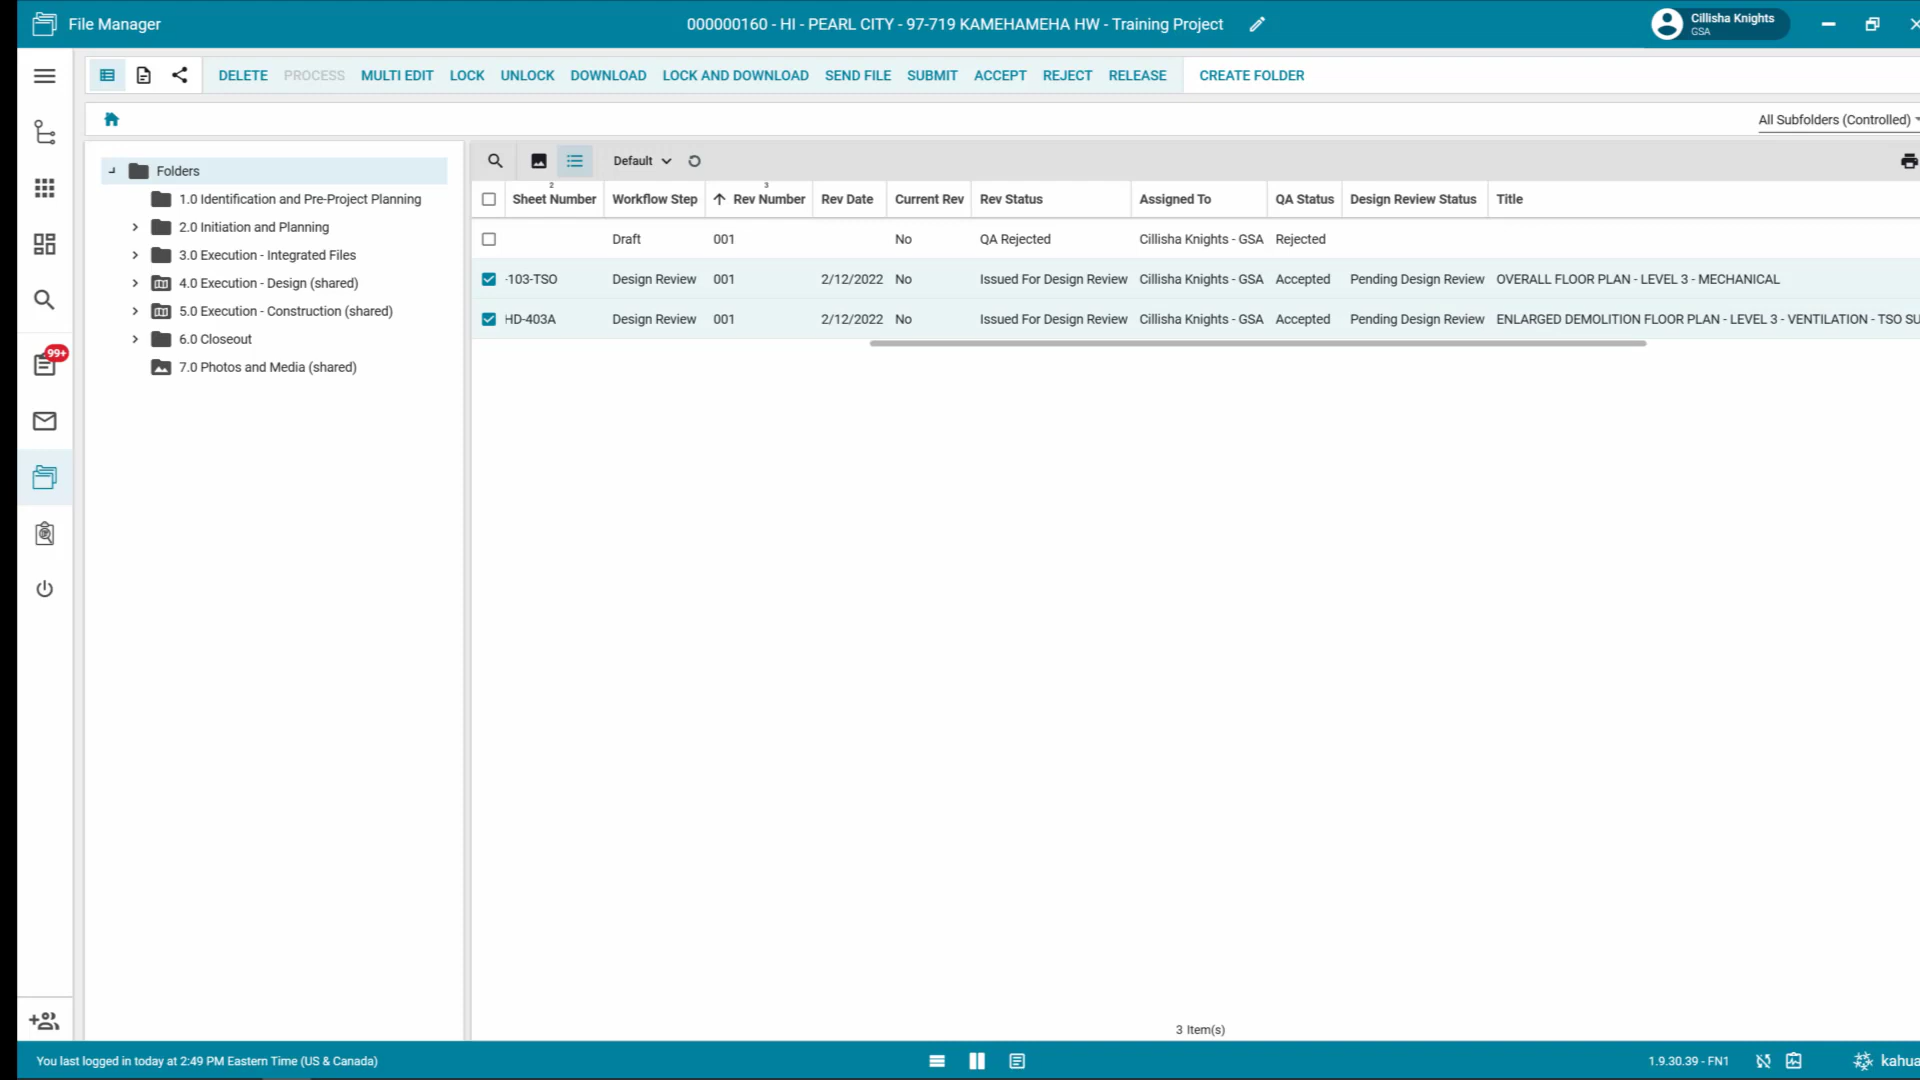 File Manager
000000160 - HI - PEARL CITY - 97-719 KAMEHAMEHA HW - Training Project
Cillisha Knights
GSA
DELETE PROCESS MULTI EDIT LOCK UNLOCK DOWNLOAD LOCK AND DOWNLOAD SEND FILE SUBMIT ACCEPT REJECT RELEASE CREATE FOLDER
All Subfolders (Controlled)
Default
Folders
1.0 Identification and Pre-Project Planning
2.0 Initiation and Planning
3.0 Execution - Integrated Files
4.0 Execution - Design (shared)
5.0 Execution - Construction (shared)
6.0 Closeout
7.0 Photos and Media (shared)
99+
2 3
Sheet Number Workflow Step Rev Number Rev Date Current Rev Rev Status Assigned To QA Status Design Review Status Title
Draft 001 No QA Rejected Cillisha Knights - GSA Rejected
-103-TSO Design Review 001 2/12/2022 No Issued For Design Review Cillisha Knights - GSA Accepted Pending Design Review OVERALL FLOOR PLAN - LEVEL 3 - MECHANICAL
HD-403A Design Review 001 2/12/2022 No Issued For Design Review Cillisha Knights - GSA Accepted Pending Design Review ENLARGED DEMOLITION FLOOR PLAN - LEVEL 3 - VENTILATION - TSO SU
3 Item(s)
You last logged in today at 2:49 PM Eastern Time (US & Canada)
1.9.30.39 - FN1
kahua